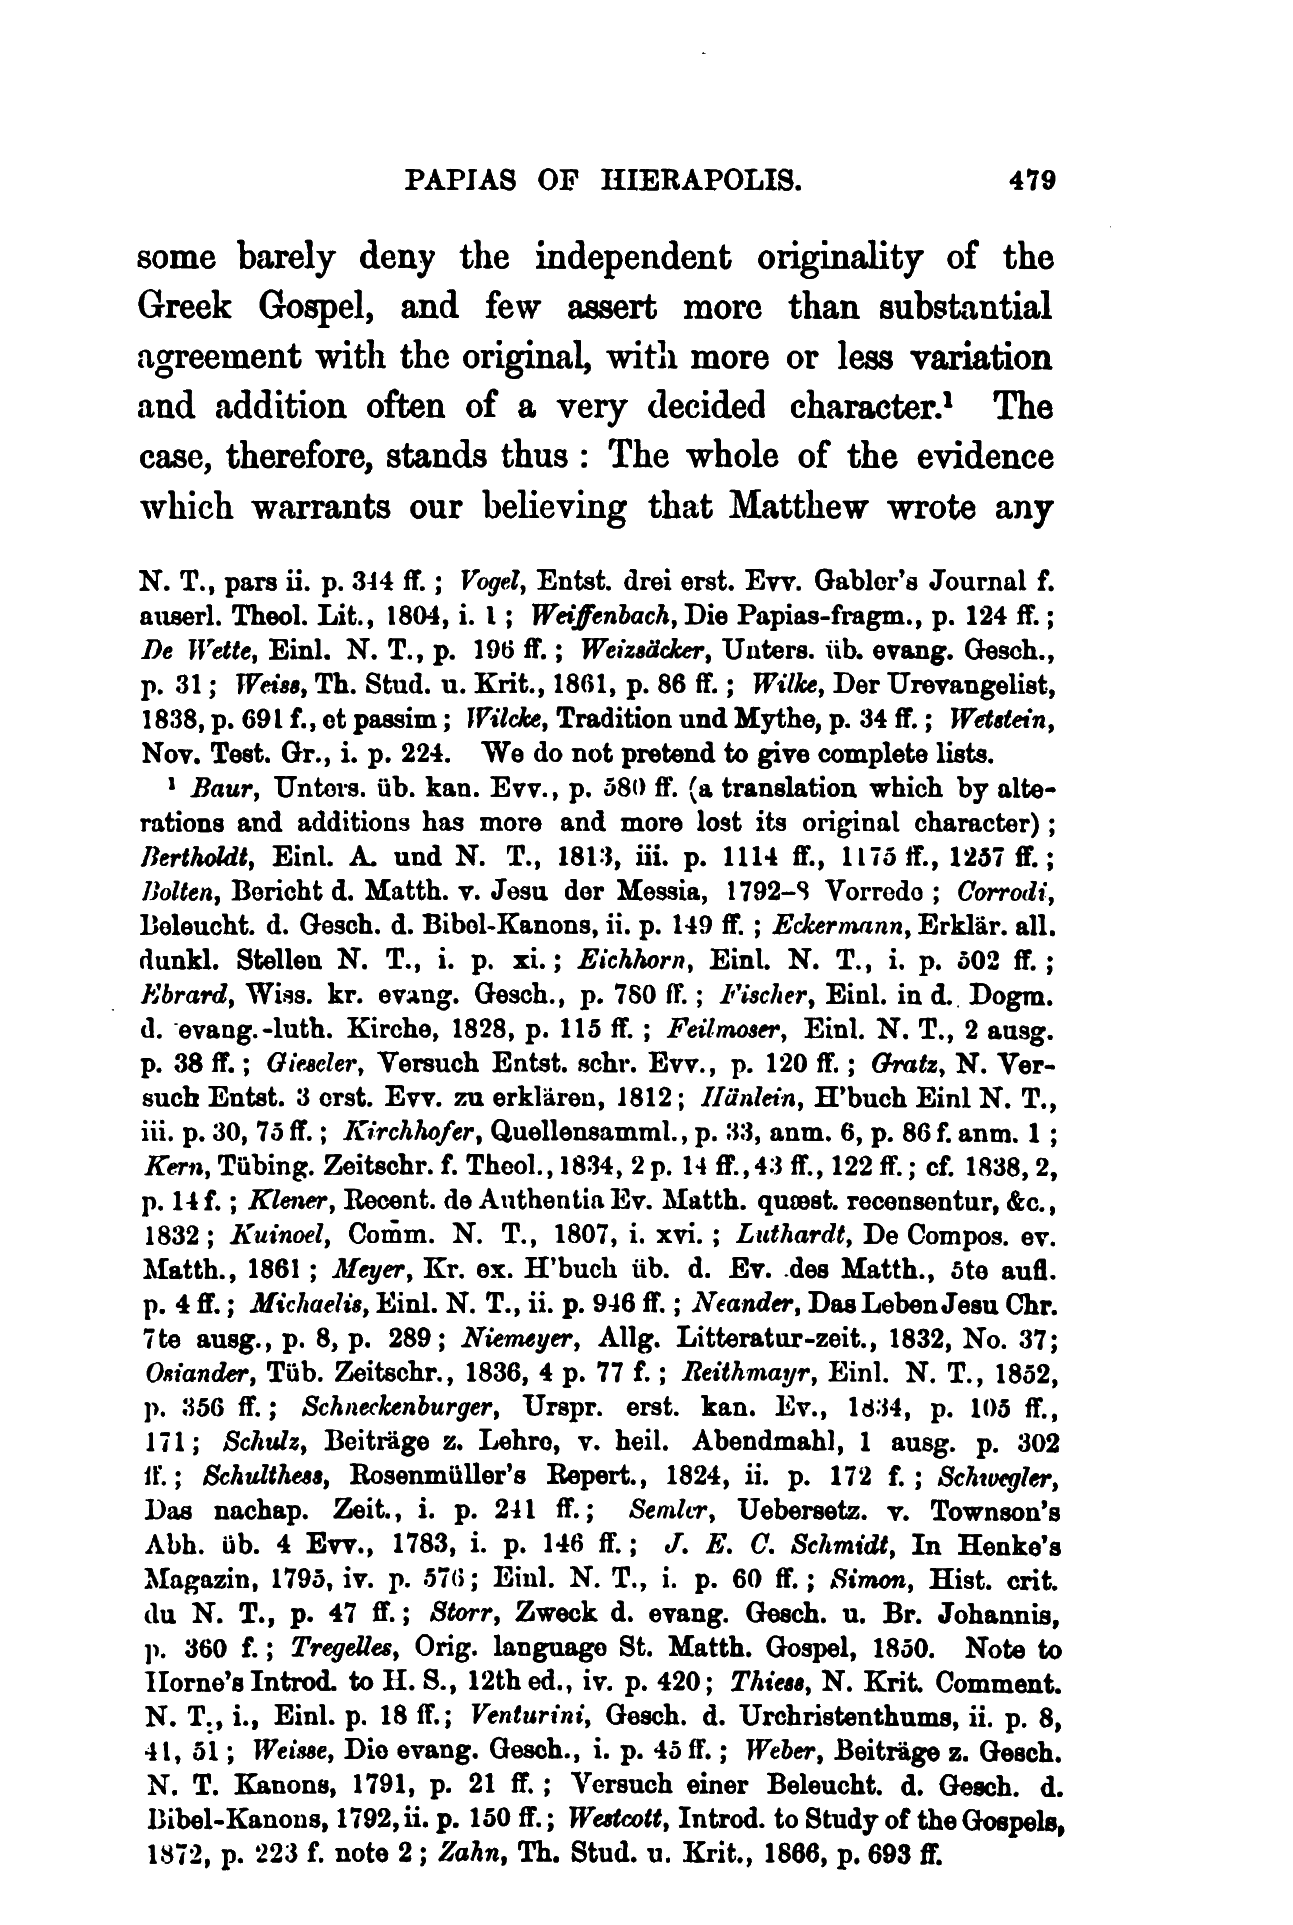 PAPIAS OF HIERAPOLIS. 479
some barely deny the independent originality of the
Greek Gospel, and few assert more than substantial
agreement with the original, with more or less variation
and addition often of a very decided character.¹ The
case, therefore, stands thus : The whole of the evidence
which warrants our believing that Matthew wrote any
N. T., pars ii. p. 344 ff. ; Vogel, Entst. drei erst. Evv. Gabler's Journal f.
auserl. Theol. Lit., 1804, i. 1 ; Weiffenbach, Die Papias-fragm., p. 124 ff. ;
De Wette, Einl. N. T., p. 196 ff. ; Weizsäcker, Unters. üb. evang. Gesch.,
p. 31 ; Weiss, Th. Stud. u. Krit., 1861, p. 86 ff. ; Wilke, Der Urevangelist,
1838, p. 691 f., et passim ; Wilcke, Tradition und Mythe, p. 34 ff. ; Wetstein,
Nov. Test. Gr., i. p. 224. We do not pretend to give complete lists.
¹ Baur, Unters. üb. kan. Evv., p. 580 ff. (a translation which by alte-
rations and additions has more and more lost its original character) ;
Bertholdt, Einl. A. und N. T., 1813, iii. p. 1114 ff., 1175 ff., 1257 ff. ;
Bolten, Bericht d. Matth. v. Jesu der Messia, 1792–8 Vorrede ; Corrodi,
Beleucht. d. Gesch. d. Bibel-Kanons, ii. p. 149 ff. ; Eckermann, Erklär. all.
dunkl. Stellen N. T., i. p. xi. ; Eichhorn, Einl. N. T., i. p. 502 ff. ;
Ebrard, Wiss. kr. evang. Gesch., p. 780 ff. ; Fischer, Einl. in d. Dogm.
d. evang.-luth. Kirche, 1828, p. 115 ff. ; Feilmoser, Einl. N. T., 2 ausg.
p. 38 ff. ; Gieseler, Versuch Entst. schr. Evv., p. 120 ff. ; Gratz, N. Ver-
such Entst. 3 erst. Evv. zu erklären, 1812 ; Hänlein, H'buch Einl N. T.,
iii. p. 30, 75 ff. ; Kirchhofer, Quellensamml., p. 33, anm. 6, p. 86 f. anm. 1 ;
Kern, Tübing. Zeitschr. f. Theol., 1834, 2 p. 14 ff., 43 ff., 122 ff. ; cf. 1838, 2,
p. 14 f. ; Klener, Recent. de Authentia Ev. Matth. quæst. recensentur, &c.,
1832 ; Kuinoel, Com̄m. N. T., 1807, i. xvi. ; Luthardt, De Compos. ev.
Matth., 1861 ; Meyer, Kr. ex. H'buch üb. d. Ev. des Matth., 5te aufl.
p. 4 ff. ; Michaelis, Einl. N. T., ii. p. 946 ff. ; Neander, Das Leben Jesu Chr.
7te ausg., p. 8, p. 289 ; Niemeyer, Allg. Litteratur-zeit., 1832, No. 37;
Osiander, Tüb. Zeitschr., 1836, 4 p. 77 f. ; Reithmayr, Einl. N. T., 1852,
p. 356 ff. ; Schneckenburger, Urspr. erst. kan. Ev., 1834, p. 105 ff.,
171 ; Schulz, Beiträge z. Lehre, v. heil. Abendmahl, 1 ausg. p. 302
ff. ; Schulthess, Rosenmüller's Repert., 1824, ii. p. 172 f. ; Schwegler,
Das nachap. Zeit., i. p. 241 ff. ; Semler, Uebersetz. v. Townson's
Abh. üb. 4 Evv., 1783, i. p. 146 ff. ; J. E. C. Schmidt, In Henke's
Magazin, 1795, iv. p. 576 ; Einl. N. T., i. p. 60 ff. ; Simon, Hist. crit.
du N. T., p. 47 ff. ; Storr, Zweck d. evang. Gesch. u. Br. Johannis,
p. 360 f. ; Tregelles, Orig. language St. Matth. Gospel, 1850. Note to
Horne's Introd. to H. S., 12th ed., iv. p. 420 ; Thiess, N. Krit. Comment.
N. T., i., Einl. p. 18 ff. ; Venturini, Gesch. d. Urchristenthums, ii. p. 8,
41, 51 ; Weisse, Die evang. Gesch., i. p. 45 ff. ; Weber, Beiträge z. Gesch.
N. T. Kanons, 1791, p. 21 ff. ; Versuch einer Beleucht. d. Gesch. d.
Bibel-Kanons, 1792, ii. p. 150 ff. ; Westcott, Introd. to Study of the Gospels,
1872, p. 223 f. note 2 ; Zahn, Th. Stud. u. Krit., 1866, p. 693 ff.